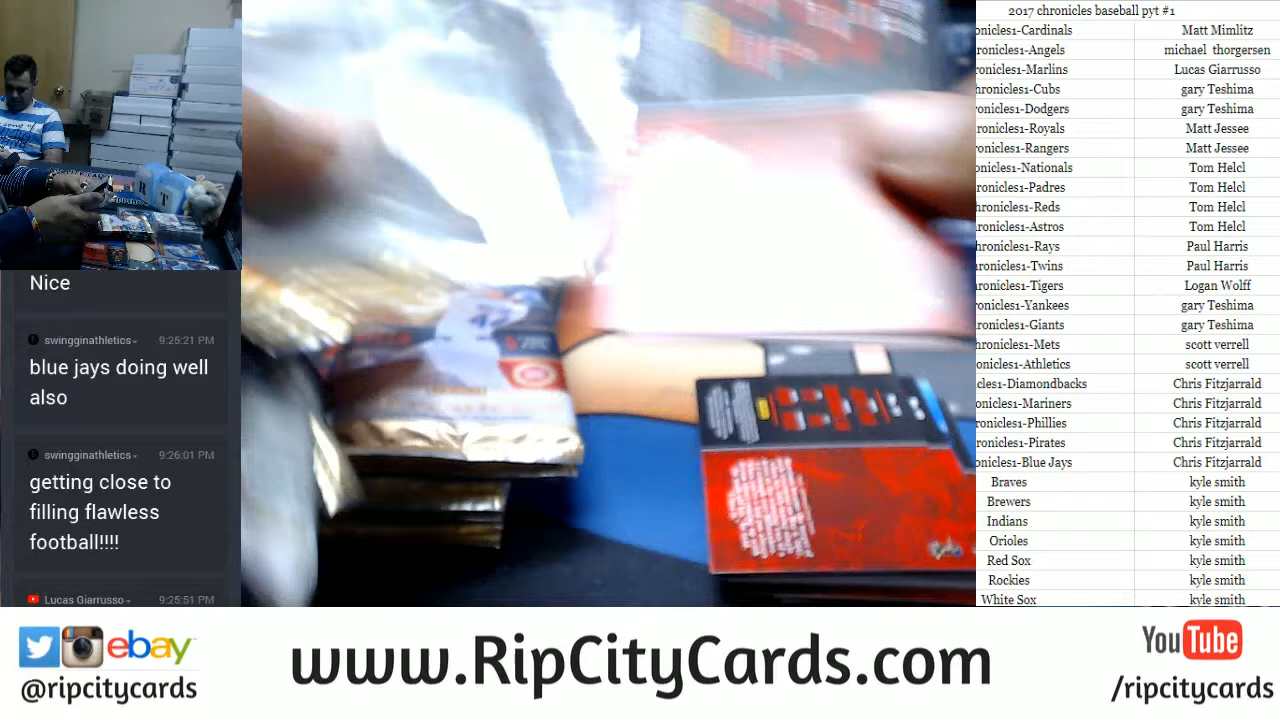 2017 chronicles baseball pyt #1
onicles1-Cardinals Matt Mimlitz
ronicles1-Angels michael thorgersen
ronicles1-Marlins Lucas Giarrusso
hronicles1-Cubs gary Teshima
ronicles1-Dodgers gary Teshima
ronicles1-Royals Matt Jessee
ronicles1-Rangers Matt Jessee
onicles1-Nationals Tom Helcl
ronicles1-Padres Tom Helcl
hronicles1-Reds Tom Helcl
ronicles1-Astros Tom Helcl
hronicles1-Rays Paul Harris
ronicles1-Twins Paul Harris
ronicles1-Tigers Logan Wolff
ronicles1-Yankees gary Teshima
ronicles1-Giants gary Teshima
hronicles1-Mets scott verrell
onicles1-Athletics scott verrell
icles1-Diamondbacks Chris Fitzjarrald
onicles1-Mariners Chris Fitzjarrald
ronicles1-Phillies Chris Fitzjarrald
ronicles1-Pirates Chris Fitzjarrald
onicles1-Blue Jays Chris Fitzjarrald
Braves kyle smith
Brewers kyle smith
Indians kyle smith
Orioles kyle smith
Red Sox kyle smith
Rockies kyle smith
White Sox kyle smith
R
T
Nice
swingginathletics 9:25:21 PM
blue jays doing well
also
swingginathletics 9:26:01 PM
getting close to
filling flawless
football!!!!
Lucas Giarrusso 9:25:51 PM
ebay
@ripcitycards
www.RipCityCards.com
YouTube
/ripcitycards